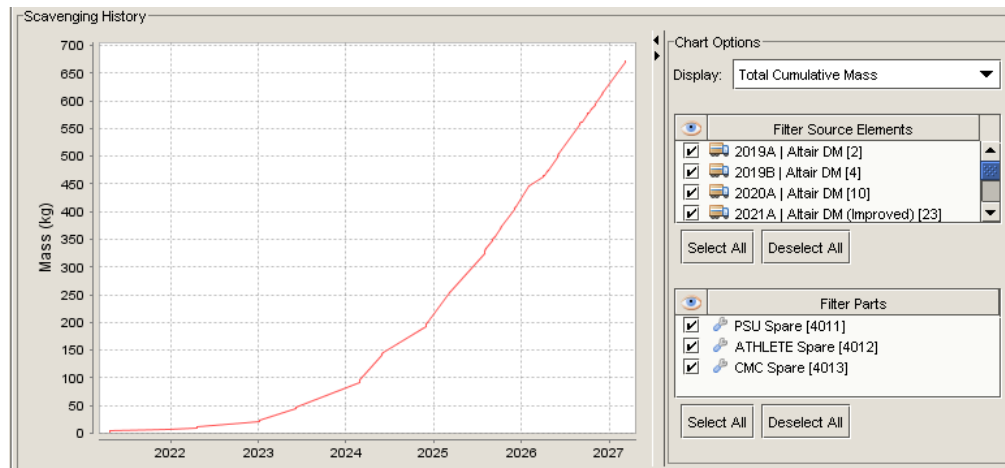 Scavenging History
700
650
600
550
500
450
400
350
300
250
200
150
100
50
0
Mass (kg)
2022 2023 2024 2025 2026 2027
Chart Options
Display: Total Cumulative Mass
Filter Source Elements
2019A | Altair DM [2]
2019B | Altair DM [4]
2020A | Altair DM [10]
2021A | Altair DM (Improved) [23]
Select All Deselect All
Filter Parts
PSU Spare [4011]
ATHLETE Spare [4012]
CMC Spare [4013]
Select All Deselect All